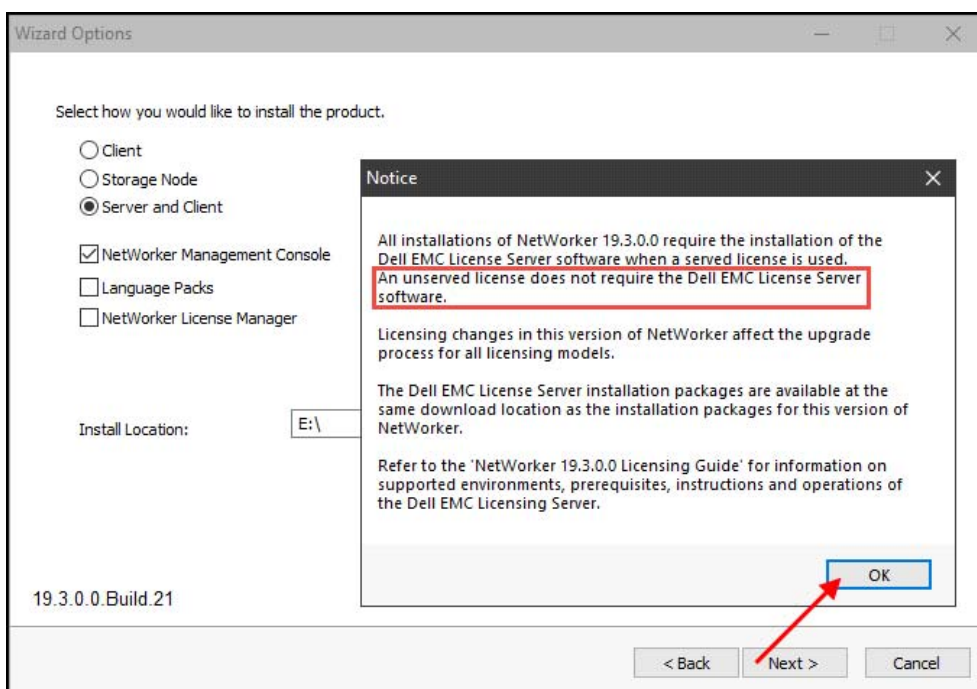 Wizard Options
Select how you would like to install the product.
Client
Storage Node
Server and Client
NetWorker Management Console
Language Packs
NetWorker License Manager
Install Location:
E:\
19.3.0.0.Build.21
Notice
All installations of NetWorker 19.3.0.0 require the installation of the
Dell EMC License Server software when a served license is used.
An unserved license does not require the Dell EMC License Server
software.
Licensing changes in this version of NetWorker affect the upgrade
process for all licensing models.
The Dell EMC License Server installation packages are available at the
same download location as the installation packages for this version of
NetWorker.
Refer to the 'NetWorker 19.3.0.0 Licensing Guide' for information on
supported environments, prerequisites, instructions and operations of
the Dell EMC Licensing Server.
OK
< Back
Next >
Cancel